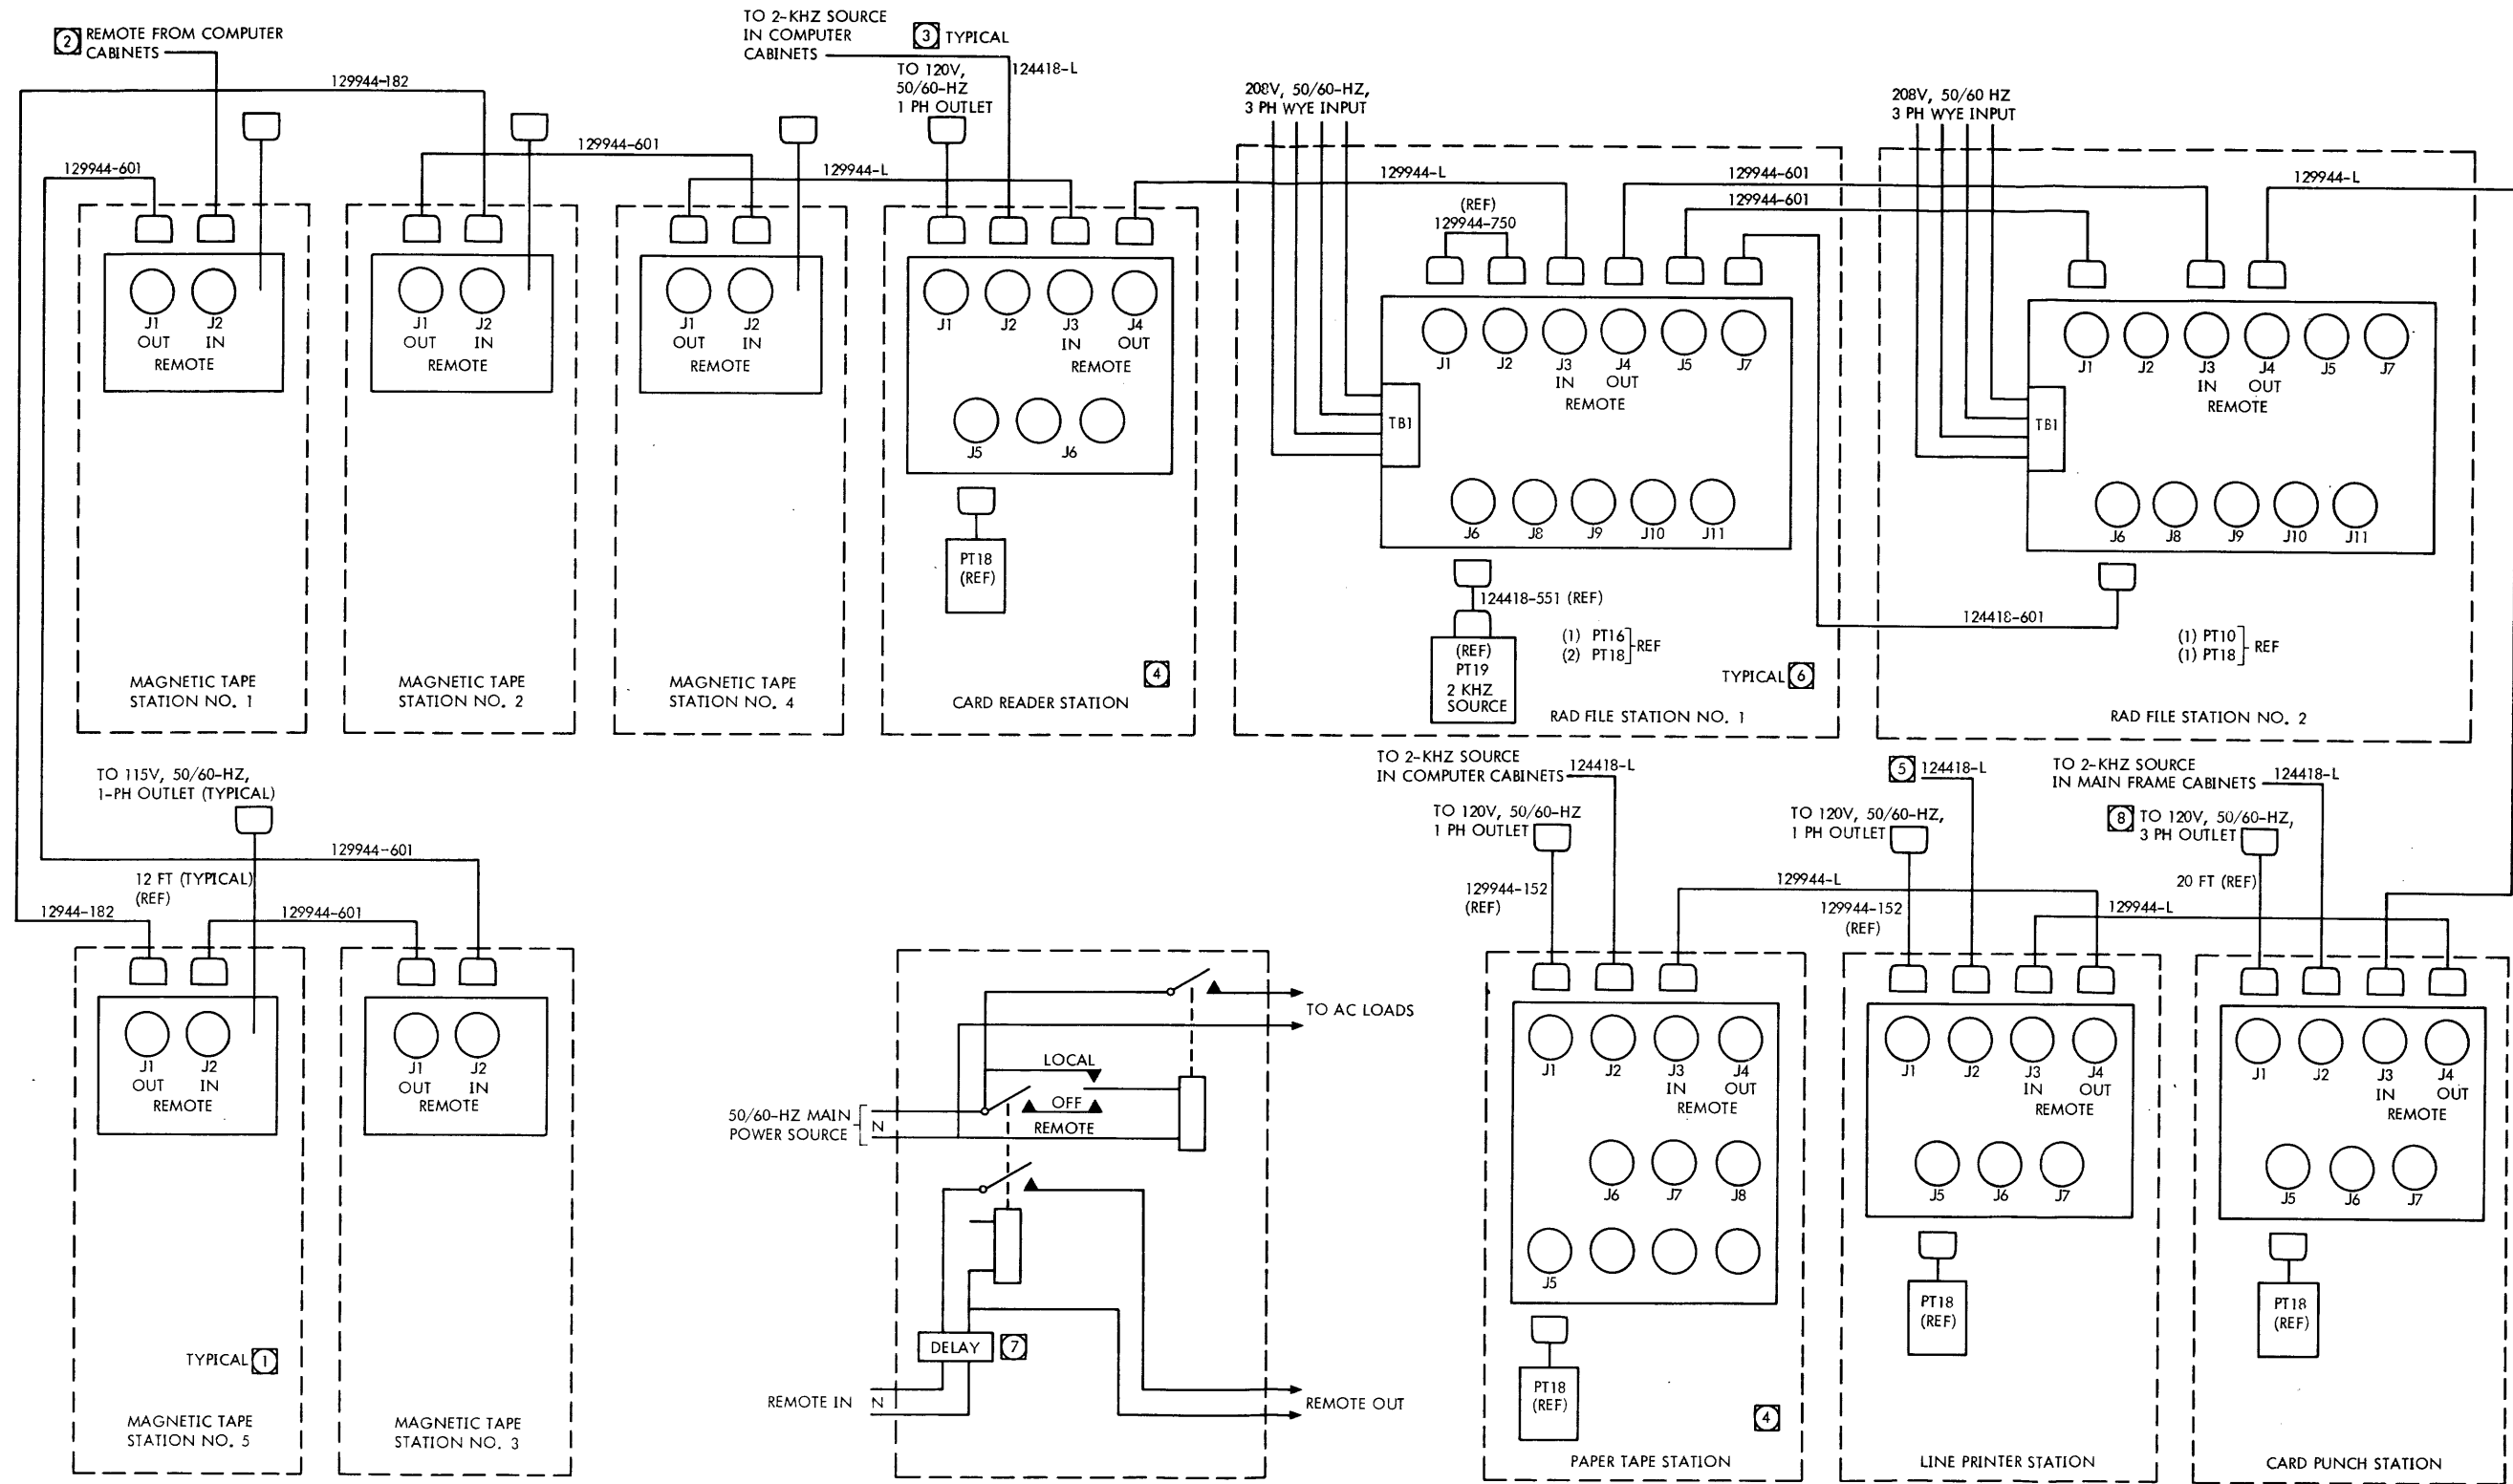 2 REMOTE FROM COMPUTER
CABINETS
129944-182
129944-601
129944-601
129944-L
TO 2-KHZ SOURCE
IN COMPUTER
CABINETS
3 TYPICAL
124418-L
TO 120V,
50/60-HZ
1 PH OUTLET
208V, 50/60-HZ,
3 PH WYE INPUT
129944-L
(REF)
129944-750
129944-601
129944-601
208V, 50/60 HZ
3 PH WYE INPUT
129944-L
J1 J2
OUT IN
REMOTE
MAGNETIC TAPE
STATION NO. 1
J1 J2
OUT IN
REMOTE
MAGNETIC TAPE
STATION NO. 2
J1 J2
OUT IN
REMOTE
MAGNETIC TAPE
STATION NO. 4
J1 J2 J3 J4
IN OUT
REMOTE
J5 J6
PT18
(REF)
4
CARD READER STATION
J1 J2 J3 J4 J5 J7
IN OUT
REMOTE
TB1
J6 J8 J9 J10 J11
124418-551 (REF)
(REF)
PT19
2 KHZ
SOURCE
(1) PT16
(2) PT18
REF
TYPICAL 6
RAD FILE STATION NO. 1
J1 J2 J3 J4 J5 J7
IN OUT
REMOTE
TB1
J6 J8 J9 J10 J11
124418-601
(1) PT10
(1) PT18
REF
RAD FILE STATION NO. 2
TO 115V, 50/60-HZ,
1-PH OUTLET (TYPICAL)
129944-601
12 FT (TYPICAL)
(REF)
12944-182
129944-601
J1 J2
OUT IN
REMOTE
TYPICAL 1
MAGNETIC TAPE
STATION NO. 5
J1 J2
OUT IN
REMOTE
MAGNETIC TAPE
STATION NO. 3
TO AC LOADS
LOCAL
OFF
REMOTE
50/60-HZ MAIN
POWER SOURCE
N
DELAY 7
REMOTE IN
N
REMOTE OUT
TO 2-KHZ SOURCE
IN COMPUTER CABINETS
124418-L
TO 120V, 50/60-HZ
1 PH OUTLET
129944-152
(REF)
129944-L
J1 J2 J3 J4
IN OUT
REMOTE
J6 J7 J8
J5
PT18
(REF)
4
PAPER TAPE STATION
5 124418-L
TO 120V, 50/60-HZ,
1 PH OUTLET
129944-152
(REF)
129944-L
J1 J2 J3 J4
IN OUT
REMOTE
J5 J6 J7
PT18
(REF)
LINE PRINTER STATION
TO 2-KHZ SOURCE
IN MAIN FRAME CABINETS
124418-L
8 TO 120V, 50/60-HZ,
3 PH OUTLET
20 FT (REF)
J1 J2 J3 J4
IN OUT
REMOTE
J5 J6 J7
PT18
(REF)
CARD PUNCH STATION